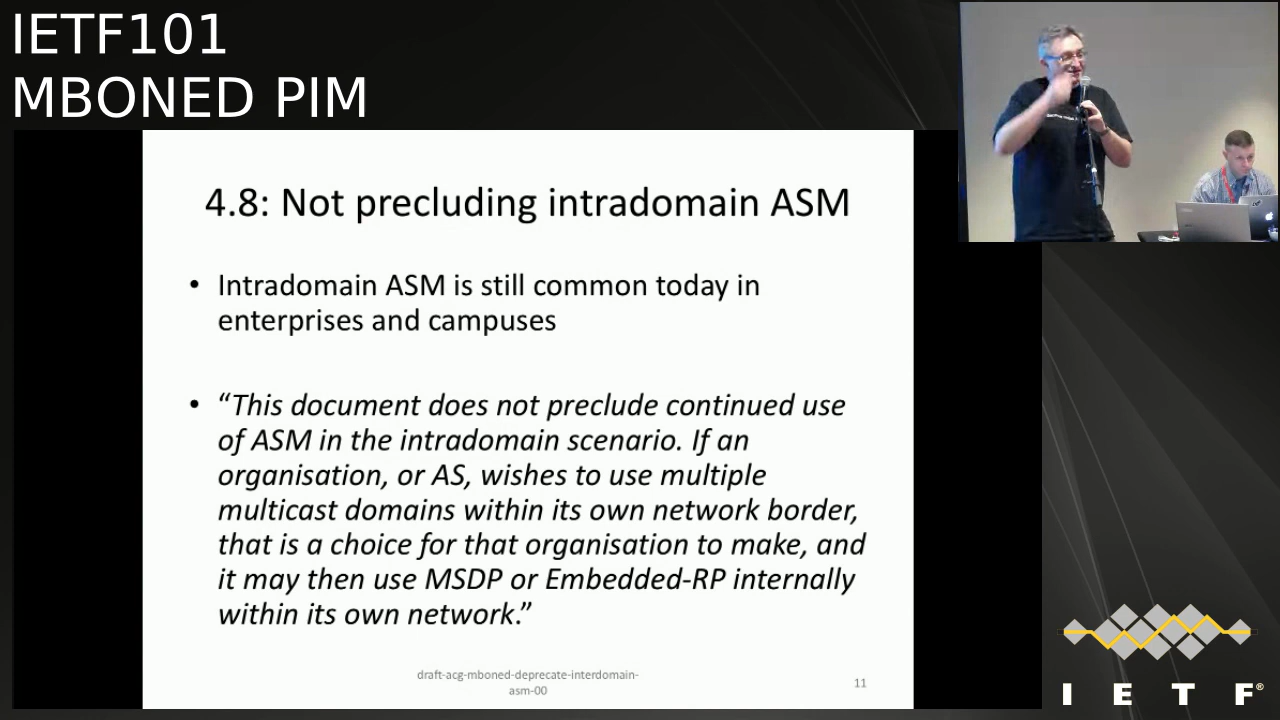 IETF101
MBONED PIM
4.8: Not precluding intradomain ASM
• Intradomain ASM is still common today in
enterprises and campuses
• “This document does not preclude continued use
of ASM in the intradomain scenario. If an
organisation, or AS, wishes to use multiple
multicast domains within its own network border,
that is a choice for that organisation to make, and
it may then use MSDP or Embedded-RP internally
within its own network.”
draft-acg-mboned-deprecate-interdomain-
asm-00
11
I E T F®